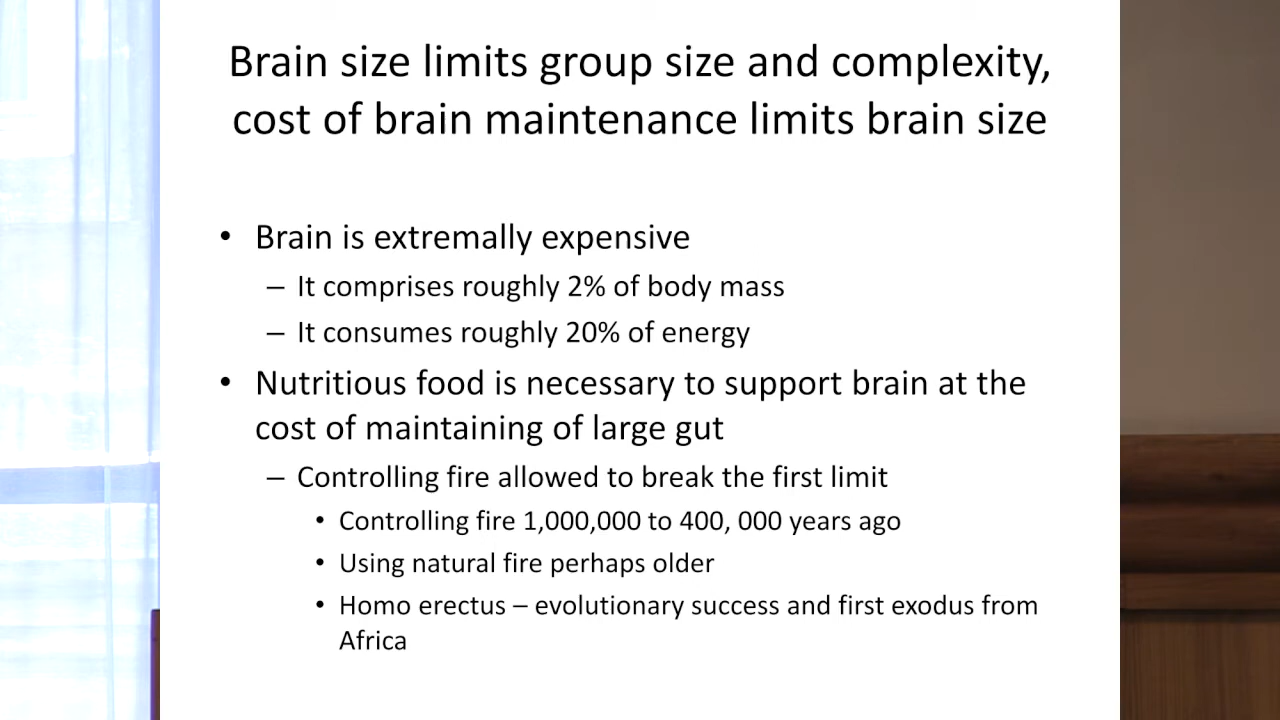 Brain size limits group size and complexity,
cost of brain maintenance limits brain size
• Brain is extremally expensive
– It comprises roughly 2% of body mass
– It consumes roughly 20% of energy
• Nutritious food is necessary to support brain at the
cost of maintaining of large gut
– Controlling fire allowed to break the first limit
• Controlling fire 1,000,000 to 400, 000 years ago
• Using natural fire perhaps older
• Homo erectus – evolutionary success and first exodus from
Africa